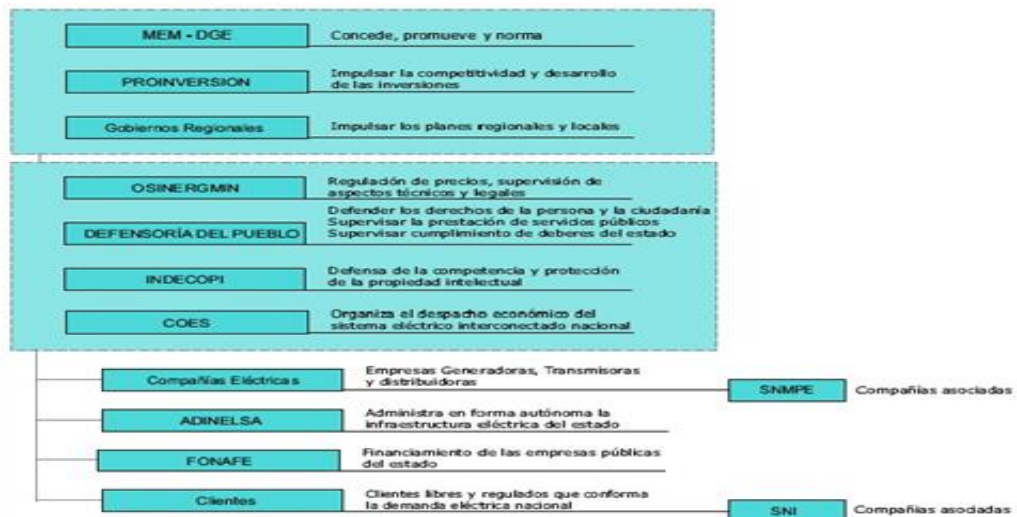 MEM - DGE
Concede, promueve y norma
PROINVERSION
Impulsar la competitividad y desarrollo
de las inversiones
Gobiernos Regionales
Impulsar los planes regionales y locales
OSINERGMIN
Regulación de precios, supervisión de
aspectos técnicos y legales
DEFENSORÍA DEL PUEBLO
Defender los derechos de la persona y la ciudadanía
Supervisar la prestación de servicios públicos
Supervisar cumplimiento de deberes del estado
INDECOPI
Defensa de la competencia y protección
de la propiedad intelectual
COES
Organiza el despacho económico del
sistema eléctrico interconectado nacional
Compañías Eléctricas
Empresas Generadoras, Transmisoras
y distribuidoras
SNMPE
Compañías asociadas
ADINELSA
Administra en forma autónoma la
infraestructura eléctrica del estado
FONAFE
Financiamiento de las empresas públicas
del estado
Clientes
Clientes libres y regulados que conforma
la demanda eléctrica nacional
SNI
Compañías asociadas